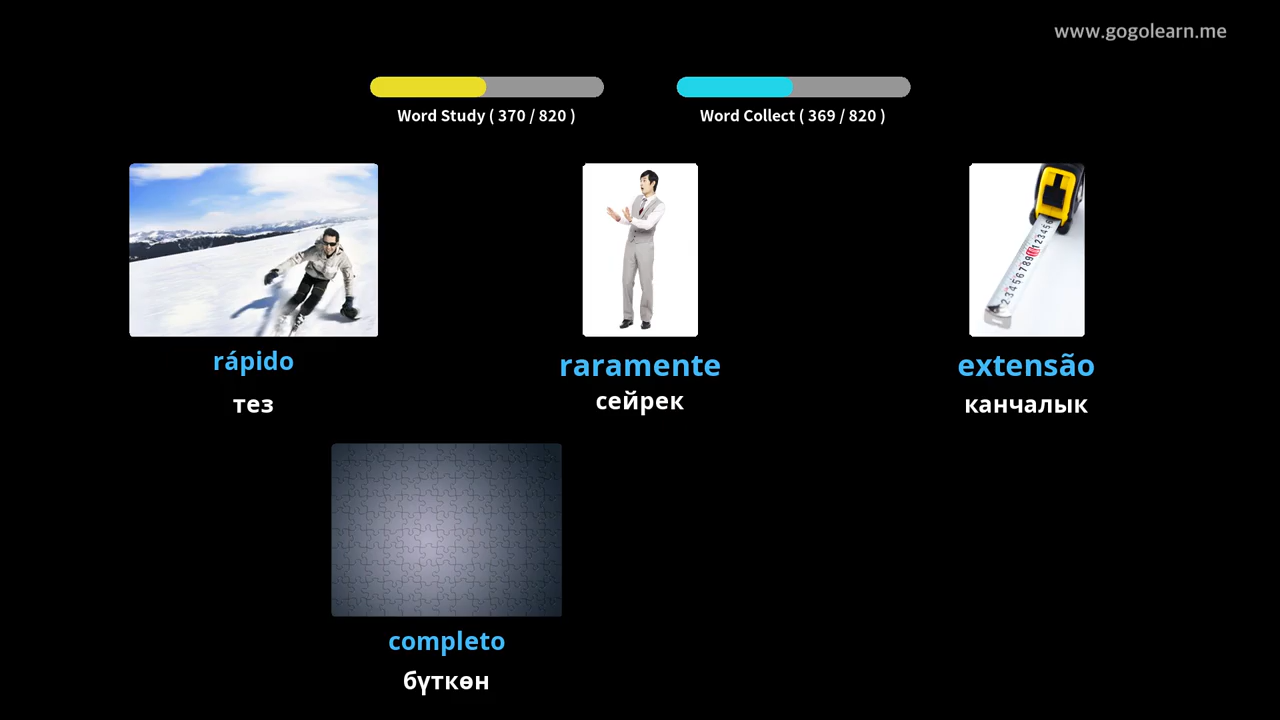 www.gogolearn.me
Word Study ( 370 / 820 )
Word Collect ( 369 / 820 )
rápido
тез
raramente
сейрек
extensão
канчалык
completo
бүткөн